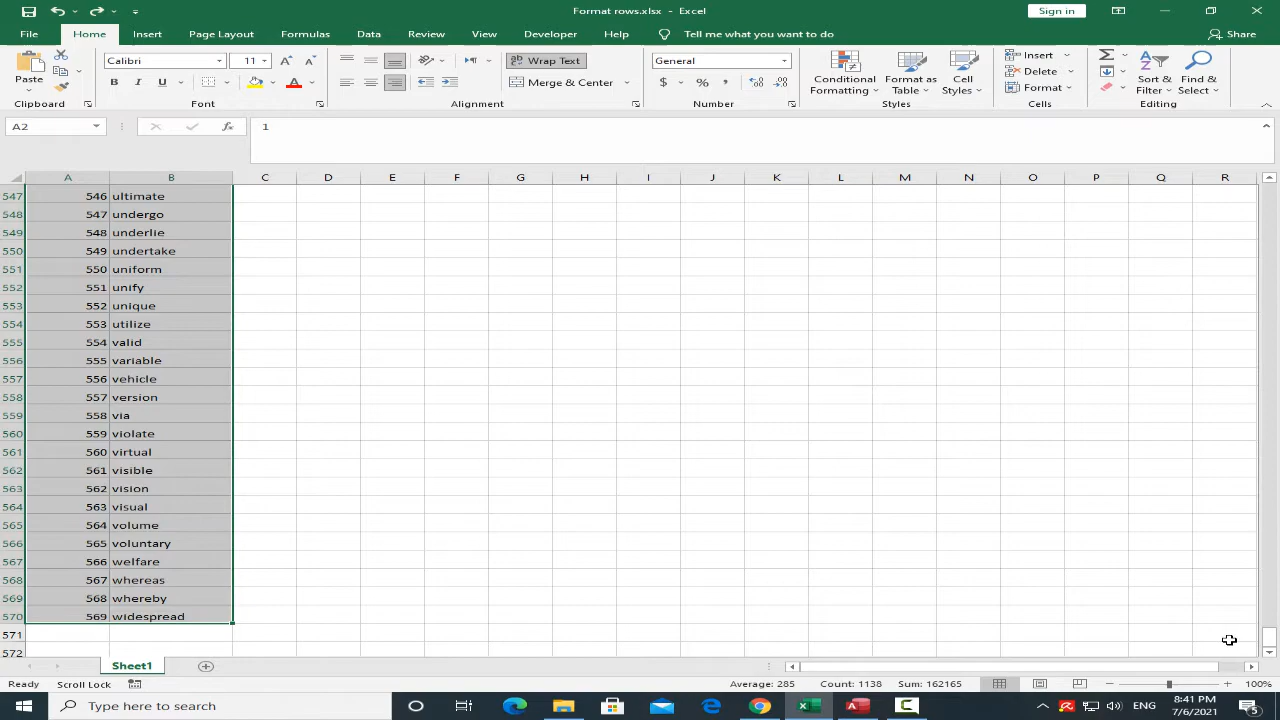 Format rows.xlsx - Excel
Sign in
File Home Insert Page Layout Formulas Data Review View Developer Help Tell me what you want to do Share
Paste
Clipboard
Calibri 11
B I U
Font
Wrap Text
Merge & Center
Alignment
General
$ % ,
Number
Conditional Formatting
Format as Table
Cell Styles
Styles
Insert
Delete
Format
Cells
Sort & Filter
Find & Select
Editing
A2 fx 1
A B C D E F G H I J K L M N O P Q R
547 546 ultimate
548 547 undergo
549 548 underlie
550 549 undertake
551 550 uniform
552 551 unify
553 552 unique
554 553 utilize
555 554 valid
556 555 variable
557 556 vehicle
558 557 version
559 558 via
560 559 violate
561 560 virtual
562 561 visible
563 562 vision
564 563 visual
565 564 volume
566 565 voluntary
567 566 welfare
568 567 whereas
569 568 whereby
570 569 widespread
571
572
Sheet1
Ready Scroll Lock Average: 285 Count: 1138 Sum: 162165 100%
Type here to search
ENG
8:41 PM
7/6/2021
5